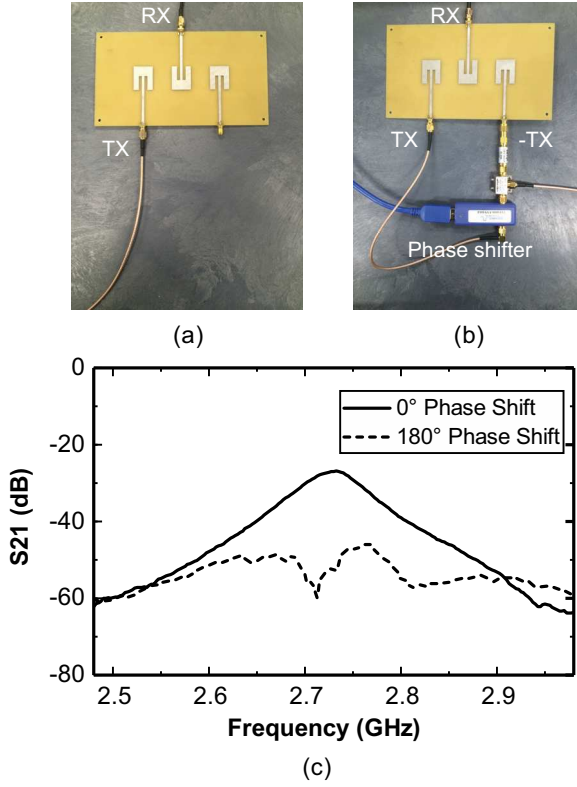 RX
TX
(a)
RX
TX
-TX
Phase shifter
(b)
0
-20
-40
-60
-80
S21 (dB)
0° Phase Shift
180° Phase Shift
2.5 2.6 2.7 2.8 2.9
Frequency (GHz)
(c)